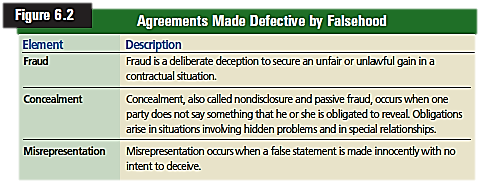 Figure 6.2
Agreements Made Defective by Falsehood
Element Description
Fraud Fraud is a deliberate deception to secure an unfair or unlawful gain in a
contractual situation.
Concealment Concealment, also called nondisclosure and passive fraud, occurs when one
party does not say something that he or she is obligated to reveal. Obligations
arise in situations involving hidden problems and in special relationships.
Misrepresentation Misrepresentation occurs when a false statement is made innocently with no
intent to deceive.